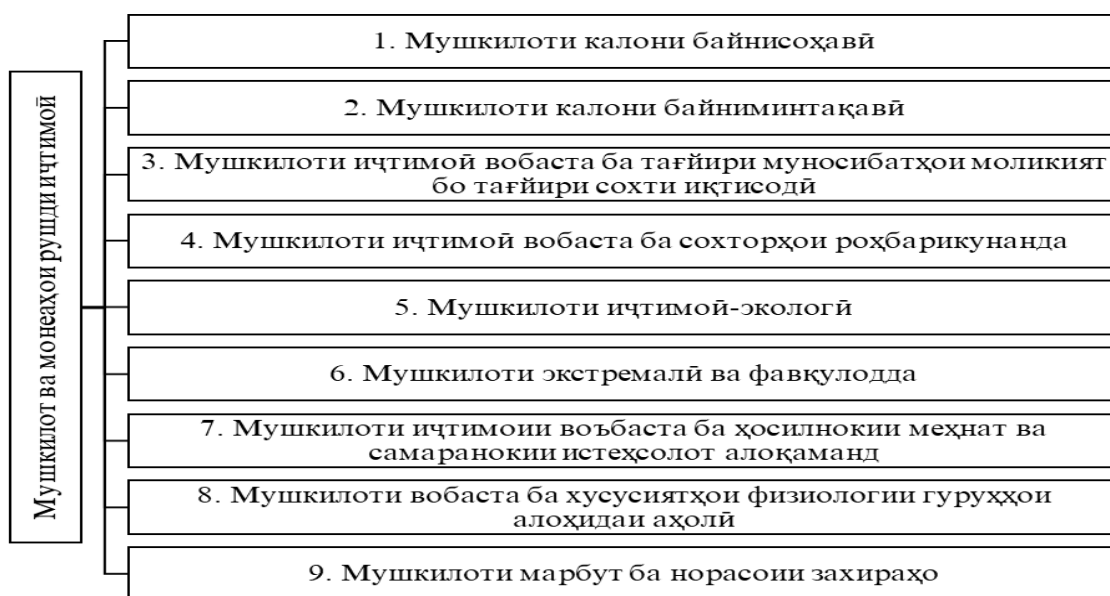 Мушкилот ва монеаҳои рушди иҷтимоӣ
1. Мушкилоти калони байнисоҳавӣ
2. Мушкилоти калони байниминтақавӣ
3. Мушкилоти иҷтимоӣ вобаста ба тағйири муносибатҳои моликият
бо тағйири сохти иқтисодӣ
4. Мушкилоти иҷтимоӣ вобаста ба сохторҳои роҳбарикунанда
5. Мушкилоти иҷтимоӣ-экологӣ
6. Мушкилоти экстремалӣ ва фавқулодда
7. Мушкилоти иҷтимоии воъбаста ба ҳосилнокии меҳнат ва
самаранокии истеҳсолот алоқаманд
8. Мушкилоти вобаста ба хусусиятҳои физиологии гуруҳҳои
алоҳидаи аҳолӣ
9. Мушкилоти марбут ба норасоии захираҳо